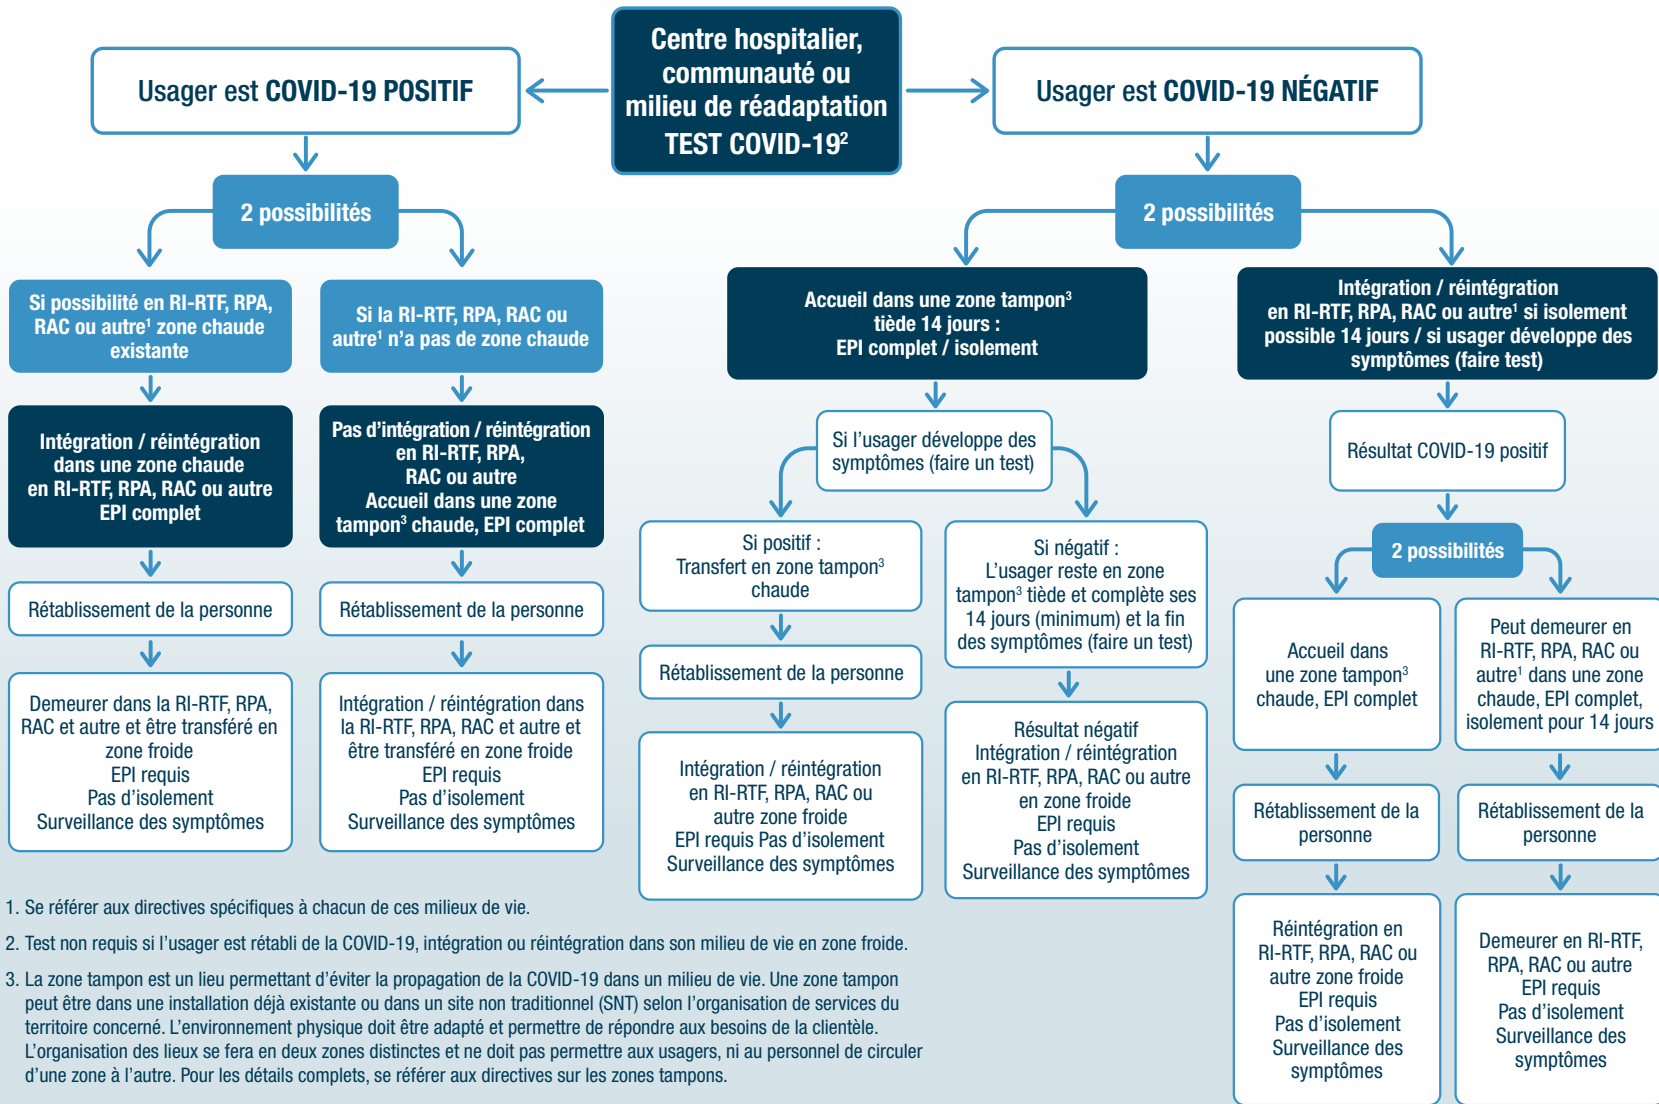 Centre hospitalier,
communauté ou
milieu de réadaptation
TEST COVID-19²
Usager est COVID-19 POSITIF
Usager est COVID-19 NÉGATIF
2 possibilités
2 possibilités
Si possibilité en RI-RTF, RPA,
RAC ou autre¹ zone chaude
existante
Si la RI-RTF, RPA, RAC ou
autre¹ n'a pas de zone chaude
Accueil dans une zone tampon³
tiède 14 jours :
EPI complet / isolement
Intégration / réintégration
en RI-RTF, RPA, RAC ou autre¹ si isolement
possible 14 jours / si usager développe des
symptômes (faire test)
Intégration / réintégration
dans une zone chaude
en RI-RTF, RPA, RAC ou autre
EPI complet
Pas d'intégration / réintégration
en RI-RTF, RPA,
RAC ou autre
Accueil dans une zone
tampon³ chaude, EPI complet
Si l'usager développe des
symptômes (faire un test)
Résultat COVID-19 positif
Rétablissement de la personne
Rétablissement de la personne
Si positif :
Transfert en zone tampon³
chaude
Si négatif :
L'usager reste en zone
tampon³ tiède et complète ses
14 jours (minimum) et la fin
des symptômes (faire un test)
2 possibilités
Accueil dans
une zone tampon³
chaude, EPI complet
Peut demeurer en
RI-RTF, RPA, RAC ou
autre¹ dans une zone
chaude, EPI complet,
isolement pour 14 jours
Demeurer dans la RI-RTF, RPA,
RAC et autre et être transféré en
zone froide
EPI requis
Pas d'isolement
Surveillance des symptômes
Intégration / réintégration dans
la RI-RTF, RPA, RAC et autre et
être transféré en zone froide
EPI requis
Pas d'isolement
Surveillance des symptômes
Rétablissement de la personne
Intégration / réintégration
en RI-RTF, RPA, RAC ou
autre zone froide
EPI requis Pas d'isolement
Surveillance des symptômes
Résultat négatif
Intégration / réintégration
en RI-RTF, RPA, RAC ou autre
en zone froide
EPI requis
Pas d'isolement
Surveillance des symptômes
Rétablissement de la
personne
Rétablissement de la
personne
Réintégration en
RI-RTF, RPA, RAC ou
autre zone froide
EPI requis
Pas d'isolement
Surveillance des
symptômes
Demeurer en RI-RTF,
RPA, RAC ou autre
EPI requis
Pas d'isolement
Surveillance des
symptômes
1. Se référer aux directives spécifiques à chacun de ces milieux de vie.
2. Test non requis si l'usager est rétabli de la COVID-19, intégration ou réintégration dans son milieu de vie en zone froide.
3. La zone tampon est un lieu permettant d'éviter la propagation de la COVID-19 dans un milieu de vie. Une zone tampon
peut être dans une installation déjà existante ou dans un site non traditionnel (SNT) selon l'organisation de services du
territoire concerné. L'environnement physique doit être adapté et permettre de répondre aux besoins de la clientèle.
L'organisation des lieux se fera en deux zones distinctes et ne doit pas permettre aux usagers, ni au personnel de circuler
d'une zone à l'autre. Pour les détails complets, se référer aux directives sur les zones tampons.